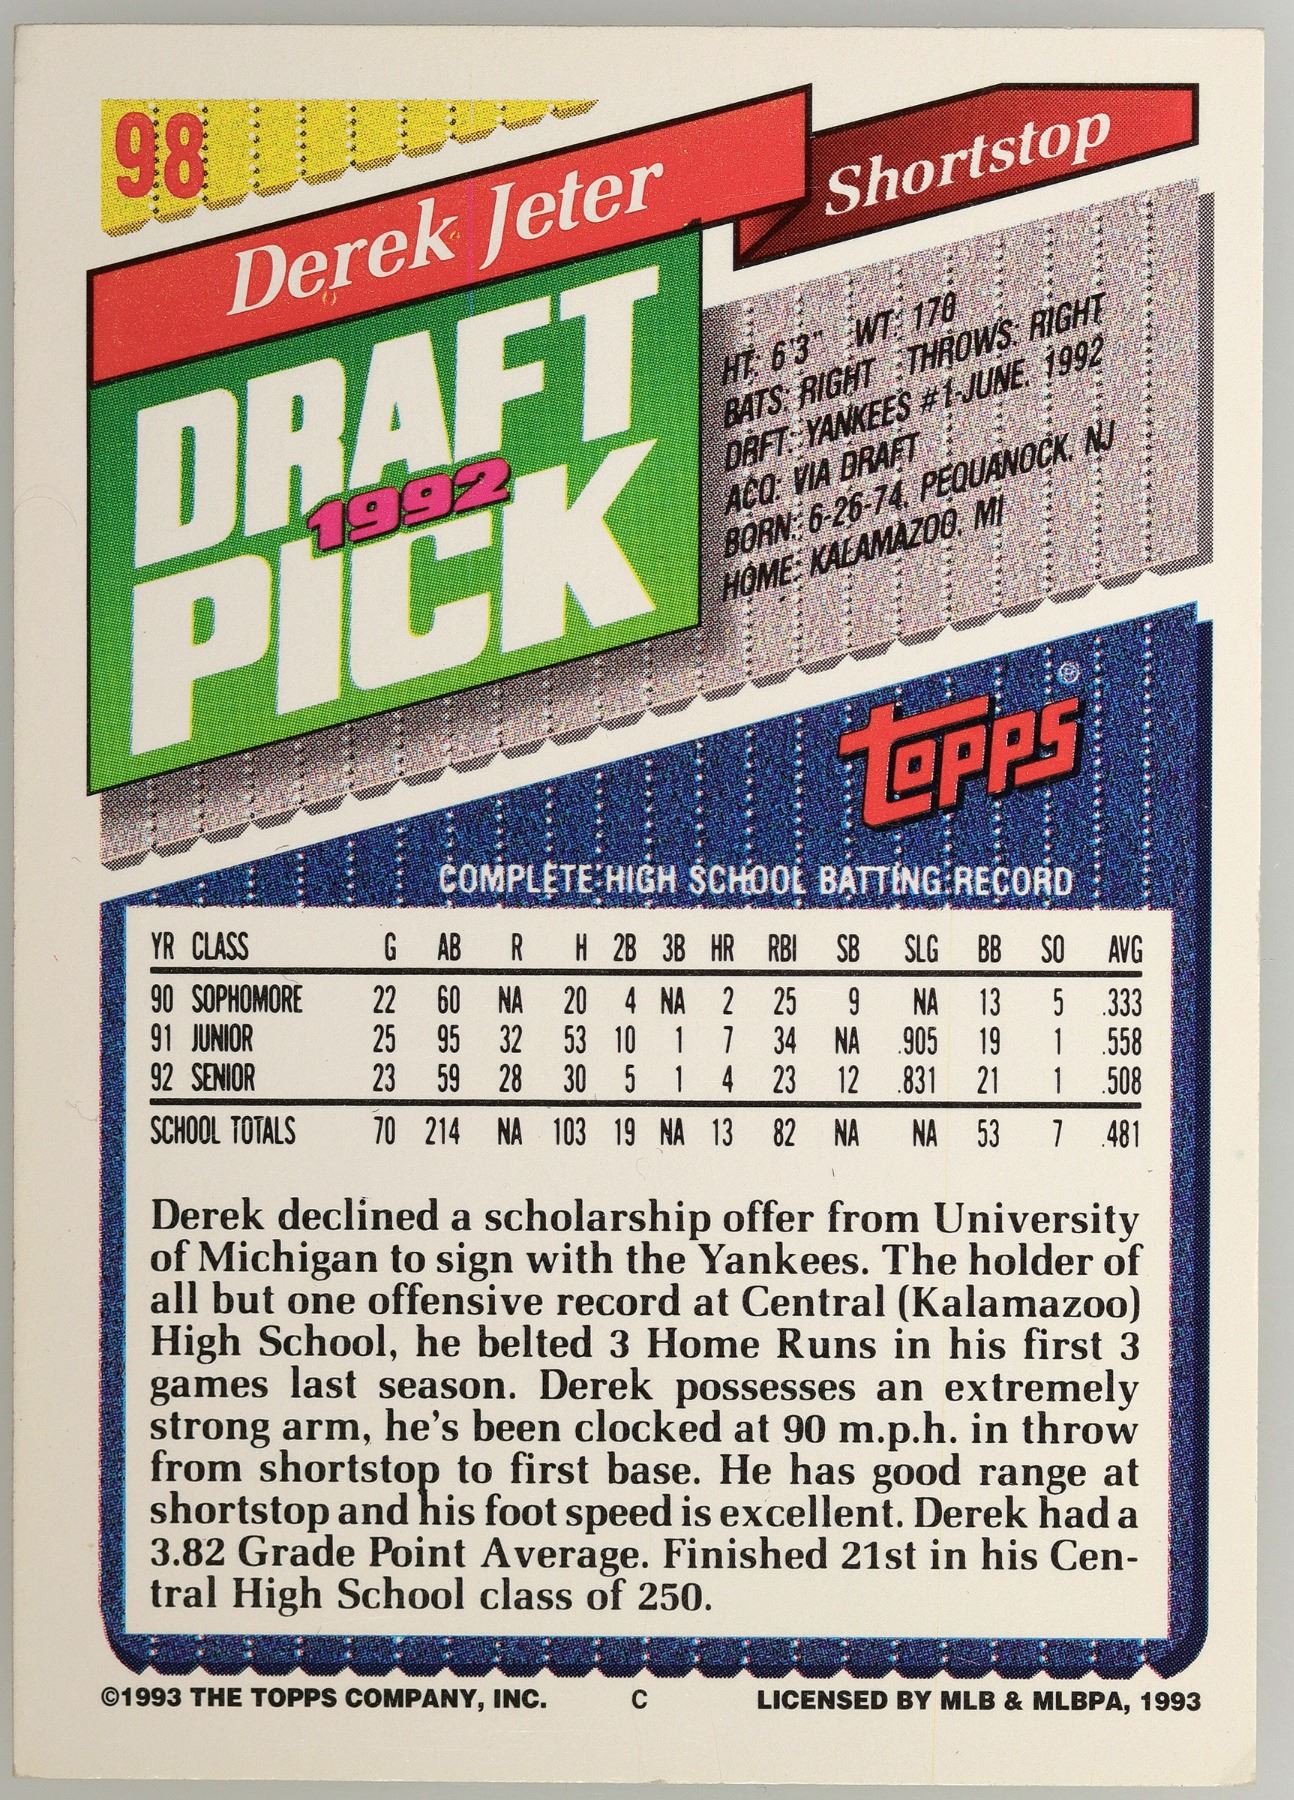 98
Derek Jeter
Shortstop
DRAFT
1992
PICK
HT: 6'3" WT: 170
BATS: RIGHT THROWS: RIGHT
DRFT: YANKEES #1-JUNE, 1992
ACQ: VIA DRAFT
BORN: 6-26-74, PEQUANOCK, NJ
HOME: KALAMAZOO, MI
Topps ®
COMPLETE HIGH SCHOOL BATTING RECORD
YR CLASS G AB R H 2B 3B HR RBI SB SLG BB SO AVG
90 SOPHOMORE 22 60 NA 20 4 NA 2 25 9 NA 13 5 .333
91 JUNIOR 25 95 32 53 10 1 7 34 NA .905 19 1 .558
92 SENIOR 23 59 28 30 5 1 4 23 12 .831 21 1 .508
SCHOOL TOTALS 70 214 NA 103 19 NA 13 82 NA NA 53 7 .481
Derek declined a scholarship offer from University
of Michigan to sign with the Yankees. The holder of
all but one offensive record at Central (Kalamazoo)
High School, he belted 3 Home Runs in his first 3
games last season. Derek possesses an extremely
strong arm, he's been clocked at 90 m.p.h. in throw
from shortstop to first base. He has good range at
shortstop and his foot speed is excellent. Derek had a
3.82 Grade Point Average. Finished 21st in his Cen-
tral High School class of 250.
©1993 THE TOPPS COMPANY, INC. C LICENSED BY MLB & MLBPA, 1993